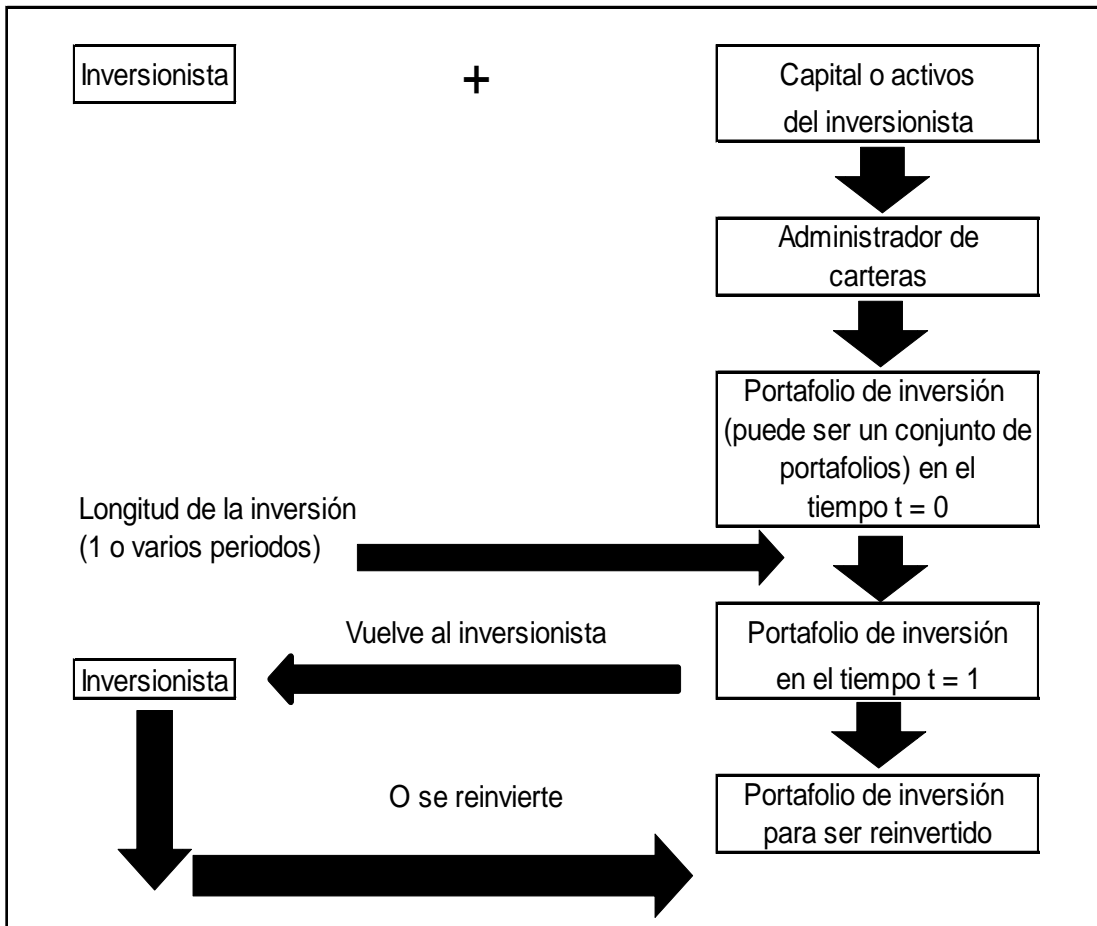 Inversionista
+
Capital o activos
del inversionista
Administrador de
carteras
Portafolio de inversión
(puede ser un conjunto de
portafolios) en el
tiempo t = 0
Longitud de la inversión
(1 o varios periodos)
Vuelve al inversionista
Portafolio de inversión
en el tiempo t = 1
Inversionista
O se reinvierte
Portafolio de inversión
para ser reinvertido